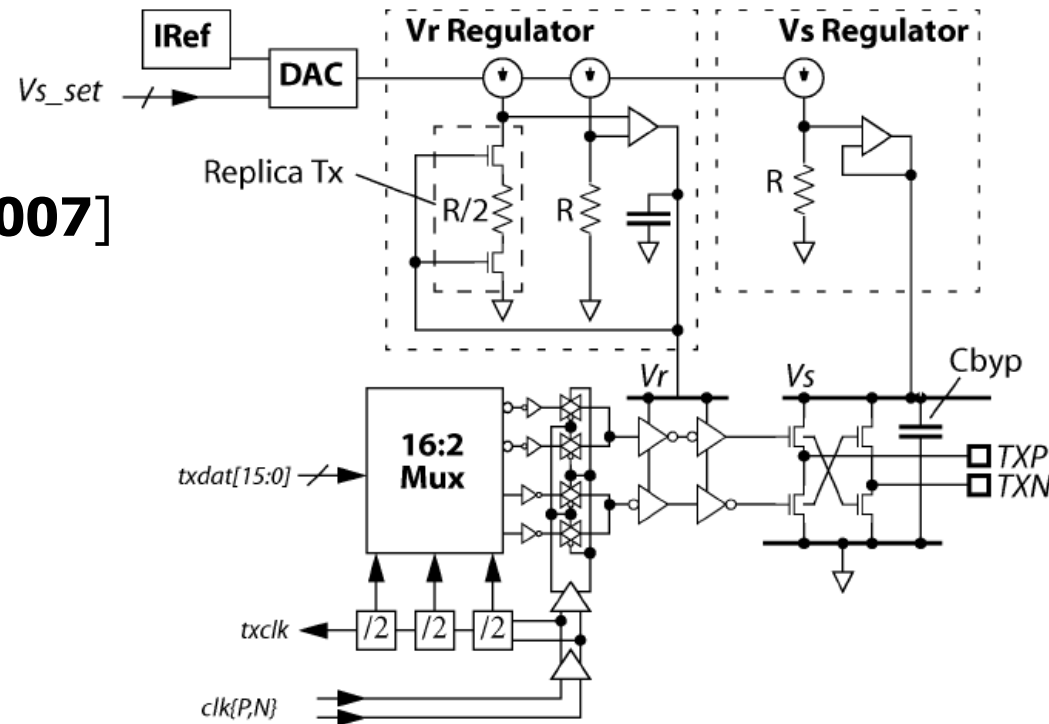 IRef
Vr Regulator
Vs Regulator
DAC
Vs_set
Replica Tx
R/2
R
R
007]
Vr
Vs
Cbyp
16:2
Mux
txdat[15:0]
TXP
TXN
txclk
/2
/2
/2
clk{P,N}